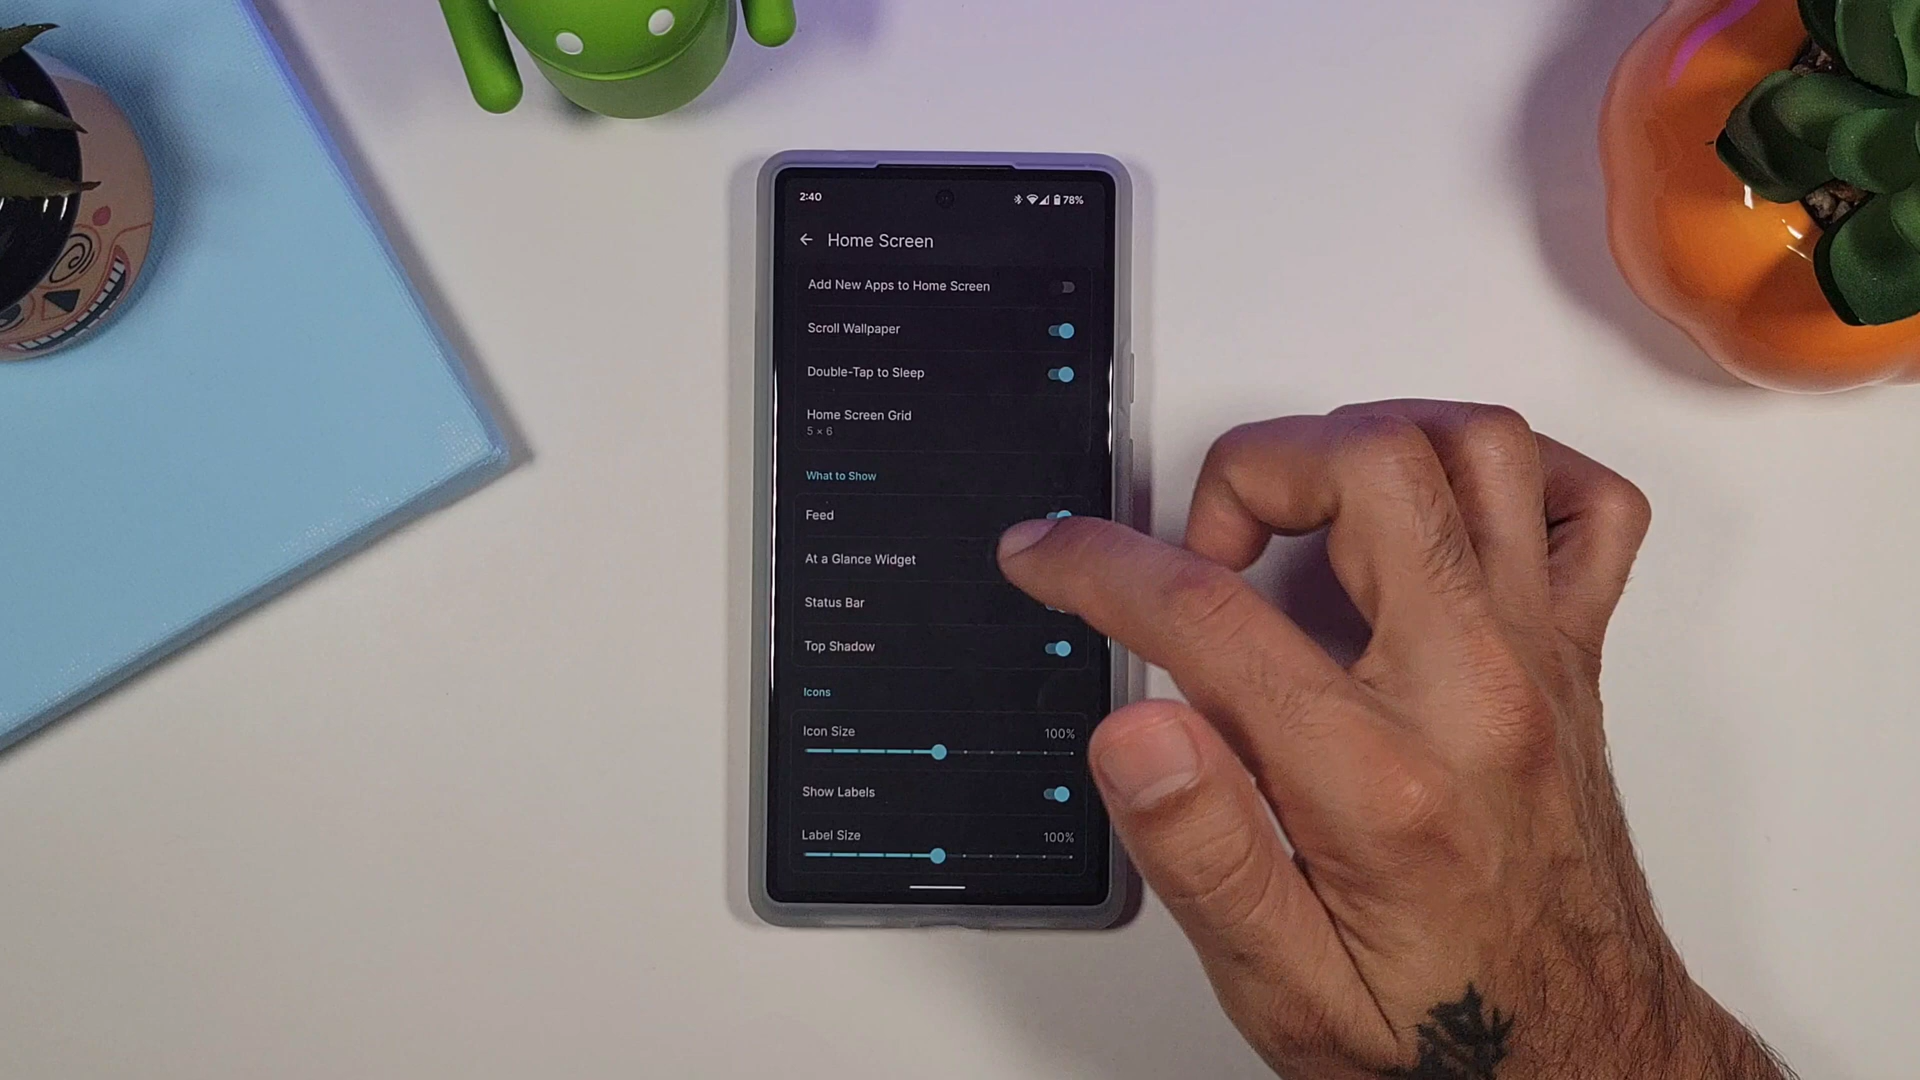 2:40
78%
Home Screen
Add New Apps to Home Screen
Scroll Wallpaper
Double-Tap to Sleep
Home Screen Grid
5 × 6
What to Show
Feed
At a Glance Widget
Status Bar
Top Shadow
Icons
Icon Size 100%
Show Labels
Label Size 100%